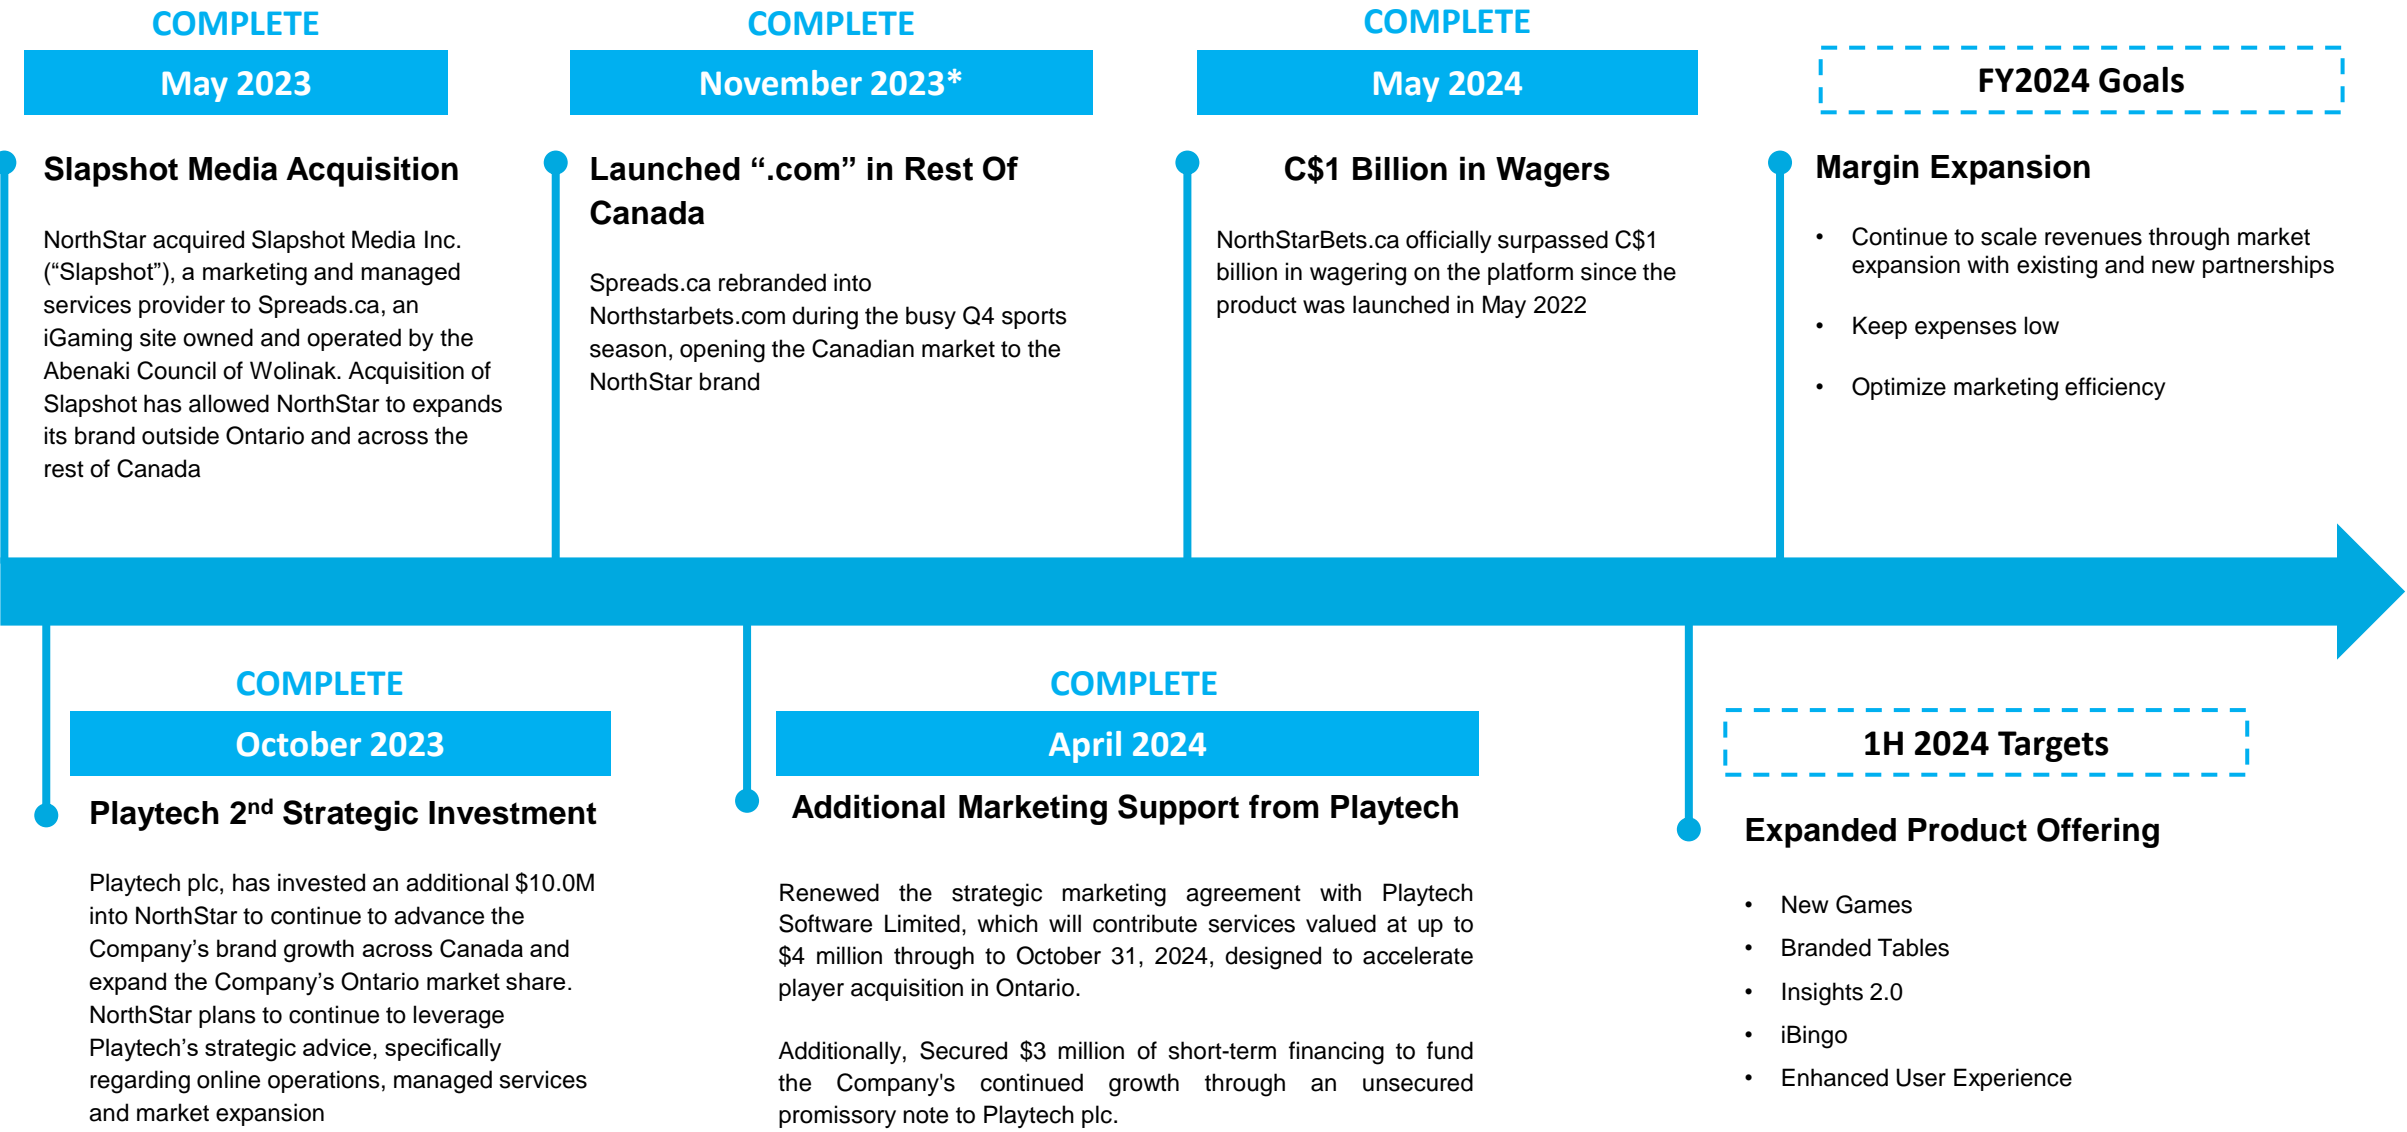 COMPLETE
May 2023
Slapshot Media Acquisition
NorthStar acquired Slapshot Media Inc.
(“Slapshot”), a marketing and managed
services provider to Spreads.ca, an
iGaming site owned and operated by the
Abenaki Council of Wolinak. Acquisition of
Slapshot has allowed NorthStar to expands
its brand outside Ontario and across the
rest of Canada
COMPLETE
November 2023*
Launched “.com” in Rest Of
Canada
Spreads.ca rebranded into
Northstarbets.com during the busy Q4 sports
season, opening the Canadian market to the
NorthStar brand
COMPLETE
May 2024
C$1 Billion in Wagers
NorthStarBets.ca officially surpassed C$1
billion in wagering on the platform since the
product was launched in May 2022
FY2024 Goals
Margin Expansion
• Continue to scale revenues through market
expansion with existing and new partnerships
• Keep expenses low
• Optimize marketing efficiency
COMPLETE
October 2023
Playtech 2nd Strategic Investment
Playtech plc, has invested an additional $10.0M
into NorthStar to continue to advance the
Company’s brand growth across Canada and
expand the Company’s Ontario market share.
NorthStar plans to continue to leverage
Playtech’s strategic advice, specifically
regarding online operations, managed services
and market expansion
COMPLETE
April 2024
Additional Marketing Support from Playtech
Renewed the strategic marketing agreement with Playtech
Software Limited, which will contribute services valued at up to
$4 million through to October 31, 2024, designed to accelerate
player acquisition in Ontario.
Additionally, Secured $3 million of short-term financing to fund
the Company's continued growth through an unsecured
promissory note to Playtech plc.
1H 2024 Targets
Expanded Product Offering
• New Games
• Branded Tables
• Insights 2.0
• iBingo
• Enhanced User Experience